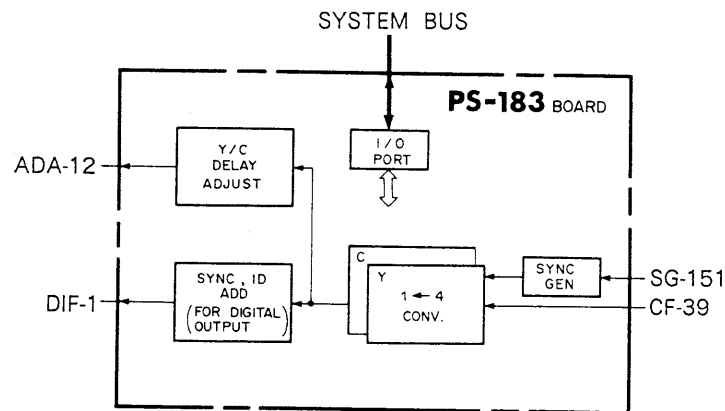 SYSTEM BUS
PS-183 BOARD
I/O
PORT
Y/C
DELAY
ADJUST
ADA-12
SYNC, ID
ADD
(FOR DIGITAL
OUTPUT)
DIF-1
C
Y
1 ← 4
CONV.
SYNC
GEN
SG-151
CF-39